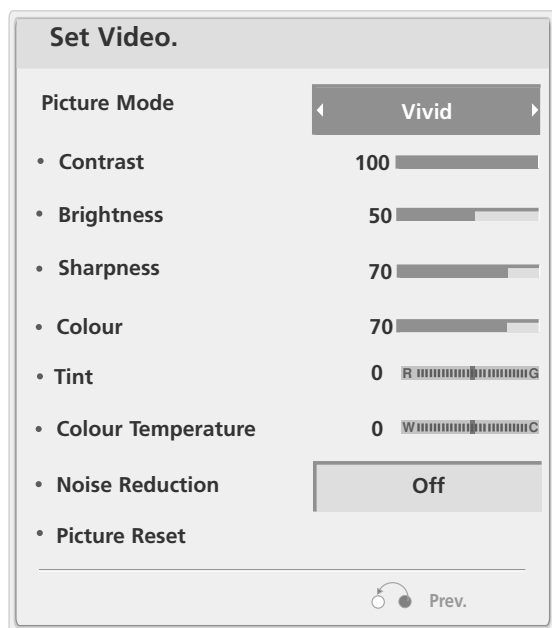 Set Video.
Picture Mode
Vivid
• Contrast 100
• Brightness 50
• Sharpness 70
• Colour 70
• Tint 0 R G
• Colour Temperature 0 W C
• Noise Reduction Off
• Picture Reset
Prev.